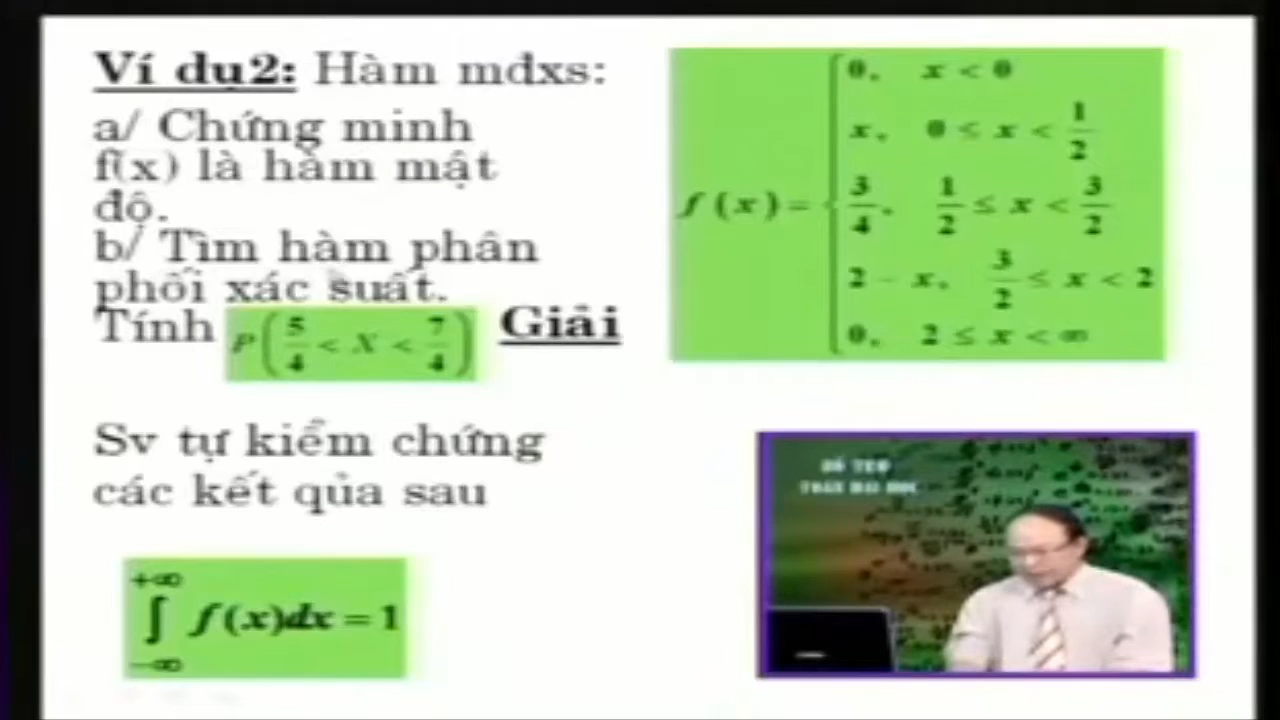 Ví dụ2: Hàm mđxs:
a/ Chứng minh
f(x) là hàm mật
độ.
b/ Tìm hàm phân
phối xác suất.
Tính P(5/4 < X < 7/4) Giải
f(x) = { 0, x < 0
x, 0 ≤ x < 1/2
3/4, 1/2 ≤ x < 3/2
2 - x, 3/2 ≤ x < 2
0, 2 ≤ x < ∞
Sv tự kiểm chứng
các kết qủa sau
∫_{-∞}^{+∞} f(x)dx = 1